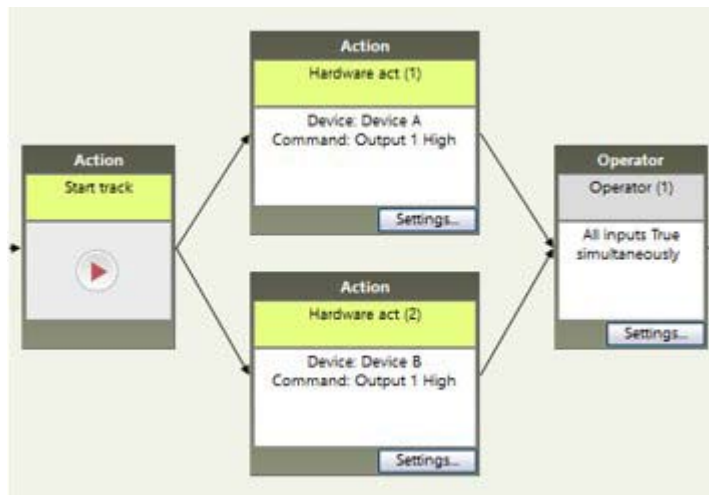 Action
Start track
Action
Hardware act (1)
Device: Device A
Command: Output 1 High
Settings...
Action
Hardware act (2)
Device: Device B
Command: Output 1 High
Settings...
Operator
Operator (1)
All inputs True
simultaneously
Settings...